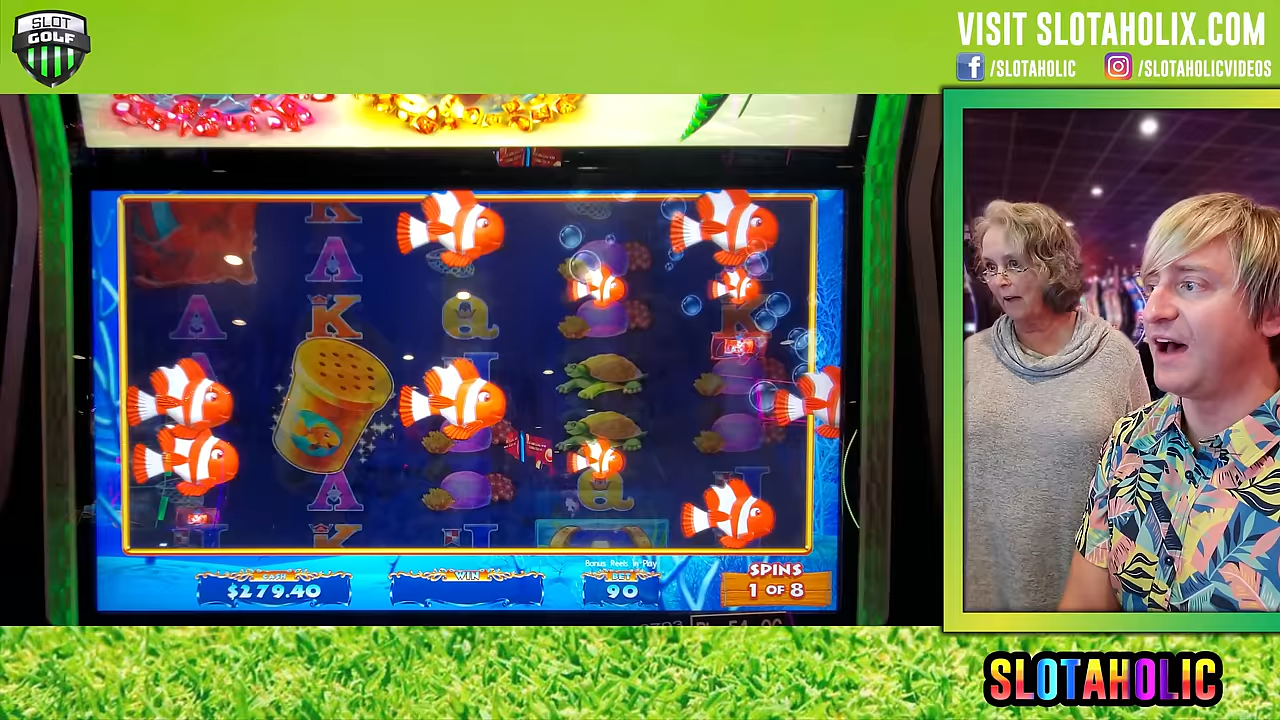 SLOT
GOLF
VISIT SLOTAHOLIX.COM
f /SLOTAHOLIC
/SLOTAHOLICVIDEOS
K
A
A
K
Q
K
A
Q
A
K
J
J
Bonus Reels in Play
CASH
$279.40
WIN
BET
90
SPINS
1 OF 8
SLOTAHOLIC